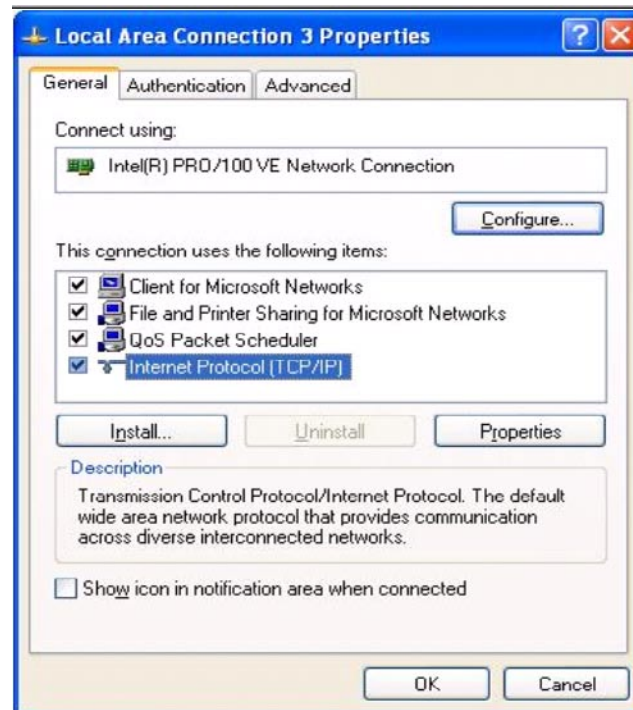 Local Area Connection 3 Properties
General Authentication Advanced
Connect using:
Intel(R) PRO/100 VE Network Connection
Configure...
This connection uses the following items:
Client for Microsoft Networks
File and Printer Sharing for Microsoft Networks
QoS Packet Scheduler
Internet Protocol (TCP/IP)
Install... Uninstall Properties
Description
Transmission Control Protocol/Internet Protocol. The default
wide area network protocol that provides communication
across diverse interconnected networks.
Show icon in notification area when connected
OK Cancel